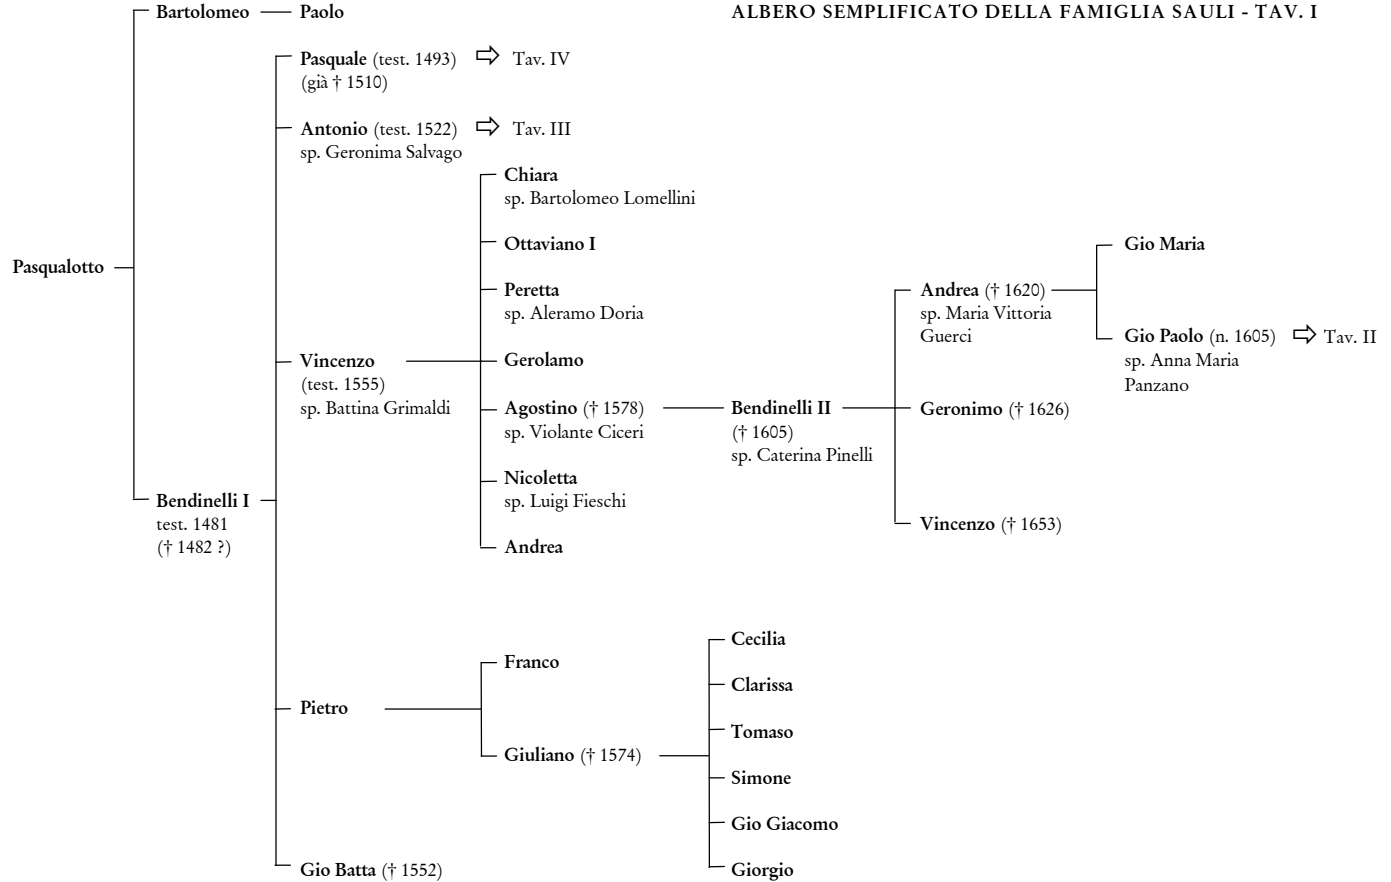 ALBERO SEMPLIFICATO DELLA FAMIGLIA SAULI - TAV. I
Bartolomeo
Paolo
Pasquale (test. 1493)
(già † 1510)
Tav. IV
Antonio (test. 1522)
sp. Geronima Salvago
Tav. III
Chiara
sp. Bartolomeo Lomellini
Ottaviano I
Gio Maria
Pasqualotto
Peretta
sp. Aleramo Doria
Andrea († 1620)
sp. Maria Vittoria
Guerci
Gio Paolo (n. 1605)
sp. Anna Maria
Panzano
Tav. II
Vincenzo
(test. 1555)
sp. Battina Grimaldi
Gerolamo
Agostino († 1578)
sp. Violante Ciceri
Bendinelli II
(† 1605)
sp. Caterina Pinelli
Geronimo († 1626)
Nicoletta
sp. Luigi Fieschi
Bendinelli I
test. 1481
(† 1482 ?)
Vincenzo († 1653)
Andrea
Cecilia
Franco
Clarissa
Pietro
Tomaso
Giuliano († 1574)
Simone
Gio Giacomo
Gio Batta († 1552)
Giorgio